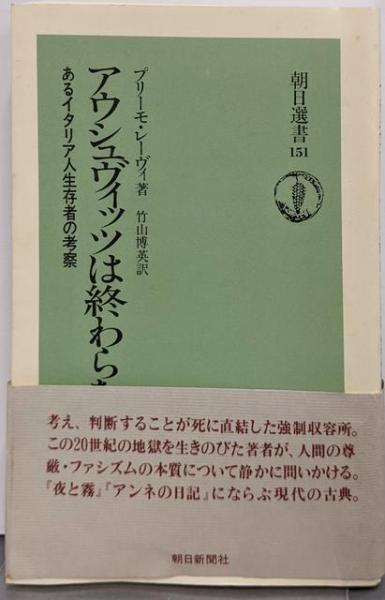 朝日選書
151
プリーモ・レーヴィ著 竹山博英訳
アウシュヴィッツは終わら
あるイタリア人生存者の考察
考え、判断することが死に直結した強制収容所。
この20世紀の地獄を生きのびた著者が、人間の尊
厳・ファシズムの本質について静かに問いかける。
『夜と霧』『アンネの日記』にならぶ現代の古典。
朝日新聞社